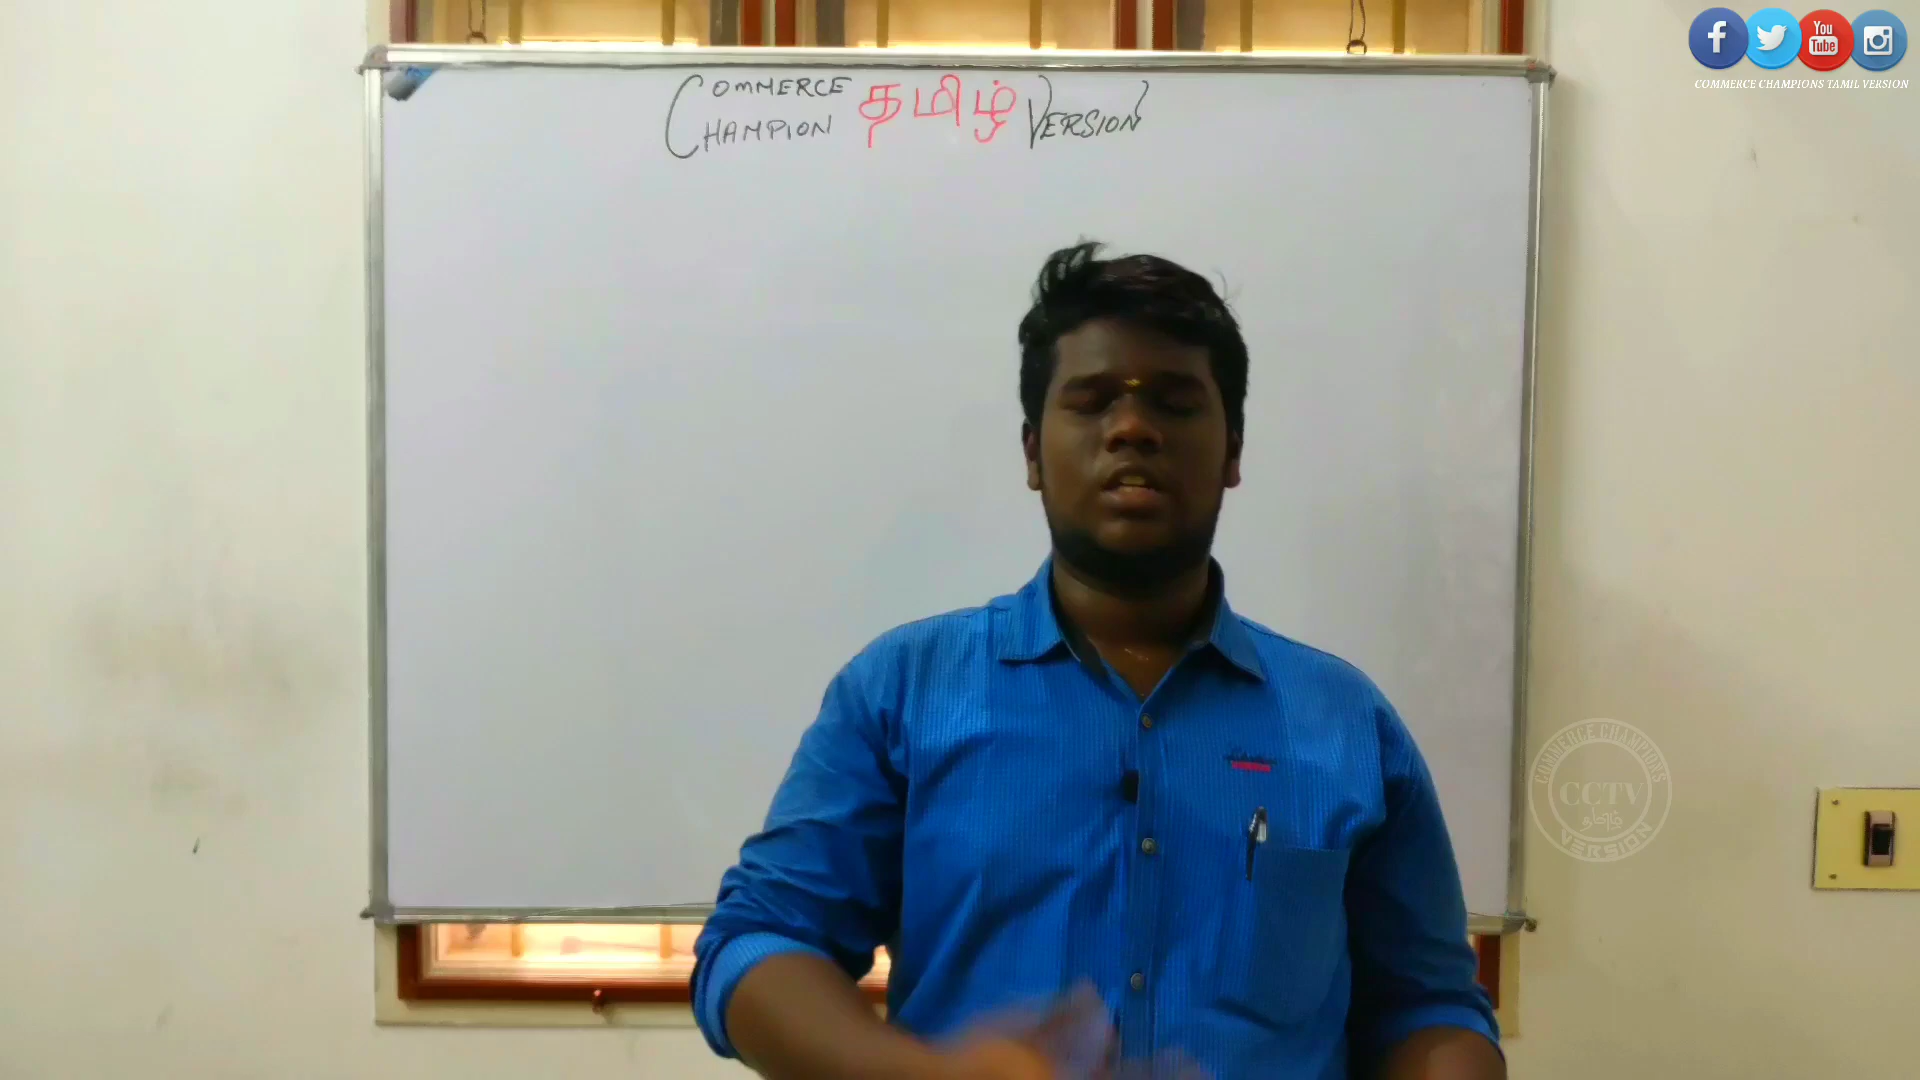 COMMERCE CHAMPION தமிழ் VERSION
You
Tube
COMMERCE CHAMPIONS TAMIL VERSION
COMMERCE CHAMPIONS
CCTV
தமிழ்
VERSION